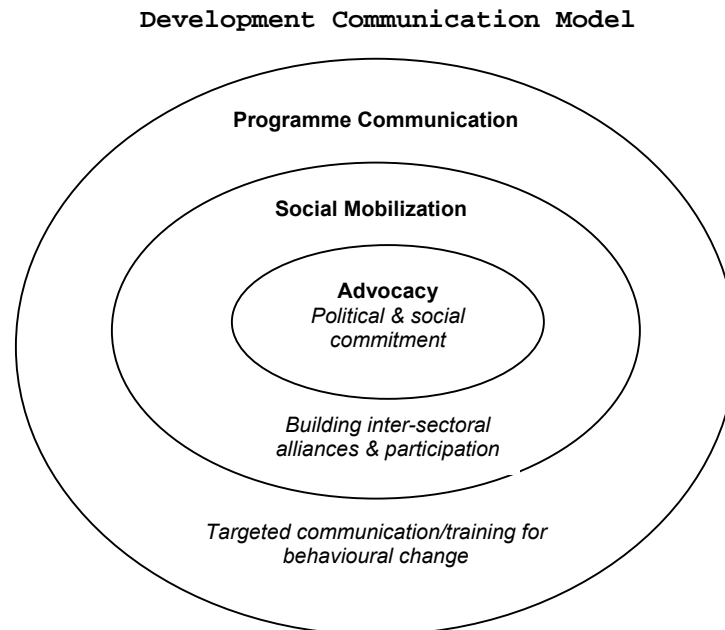 Development Communication Model
Programme Communication
Social Mobilization
Advocacy
Political & social
commitment
Building inter-sectoral
alliances & participation
Targeted communication/training for
behavioural change